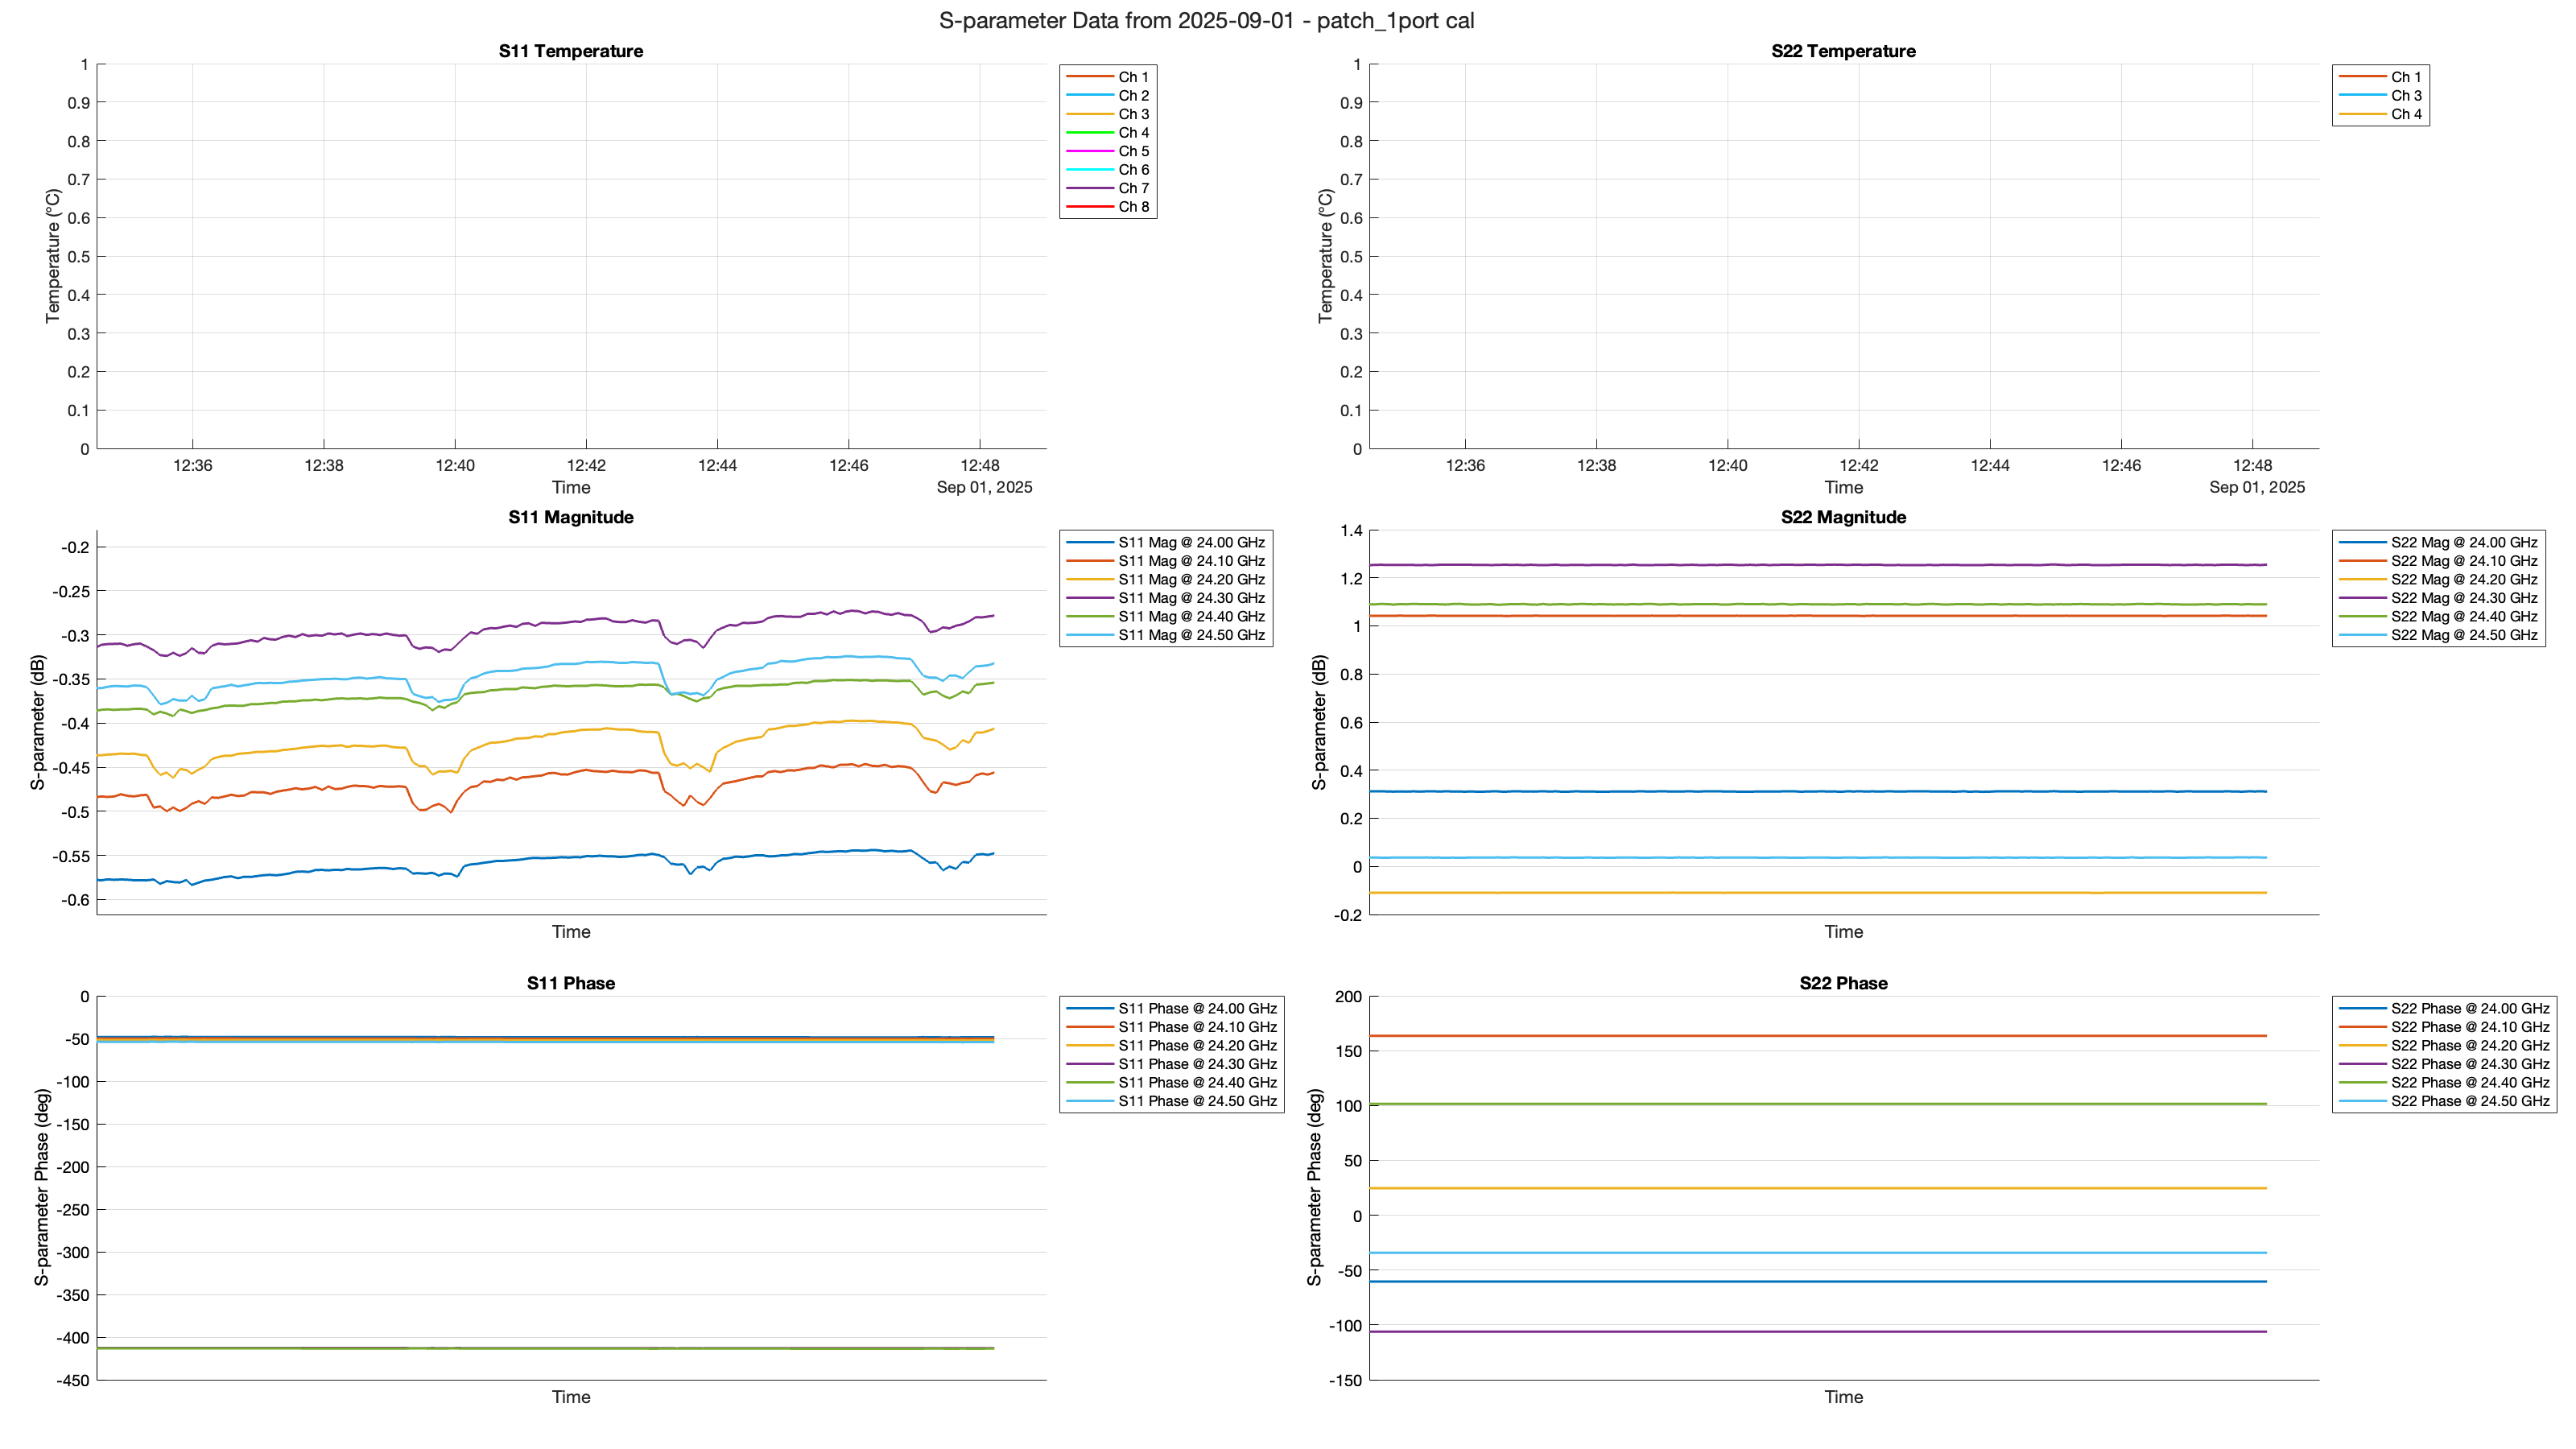 S-parameter Data from 2025-09-01 - patch_1port cal
S11 Temperature
Temperature (°C)
1
0.9
0.8
0.7
0.6
0.5
0.4
0.3
0.2
0.1
0
12:36
12:38
12:40
12:42
12:44
12:46
12:48
Time
Sep 01, 2025
Ch 1
Ch 2
Ch 3
Ch 4
Ch 5
Ch 6
Ch 7
Ch 8
S22 Temperature
Temperature (°C)
1
0.9
0.8
0.7
0.6
0.5
0.4
0.3
0.2
0.1
0
12:36
12:38
12:40
12:42
12:44
12:46
12:48
Time
Sep 01, 2025
Ch 1
Ch 3
Ch 4
S11 Magnitude
S-parameter (dB)
-0.2
-0.25
-0.3
-0.35
-0.4
-0.45
-0.5
-0.55
-0.6
Time
S11 Mag @ 24.00 GHz
S11 Mag @ 24.10 GHz
S11 Mag @ 24.20 GHz
S11 Mag @ 24.30 GHz
S11 Mag @ 24.40 GHz
S11 Mag @ 24.50 GHz
S22 Magnitude
S-parameter (dB)
1.4
1.2
1
0.8
0.6
0.4
0.2
0
-0.2
Time
S22 Mag @ 24.00 GHz
S22 Mag @ 24.10 GHz
S22 Mag @ 24.20 GHz
S22 Mag @ 24.30 GHz
S22 Mag @ 24.40 GHz
S22 Mag @ 24.50 GHz
S11 Phase
S-parameter Phase (deg)
0
-50
-100
-150
-200
-250
-300
-350
-400
-450
Time
S11 Phase @ 24.00 GHz
S11 Phase @ 24.10 GHz
S11 Phase @ 24.20 GHz
S11 Phase @ 24.30 GHz
S11 Phase @ 24.40 GHz
S11 Phase @ 24.50 GHz
S22 Phase
S-parameter Phase (deg)
200
150
100
50
0
-50
-100
-150
Time
S22 Phase @ 24.00 GHz
S22 Phase @ 24.10 GHz
S22 Phase @ 24.20 GHz
S22 Phase @ 24.30 GHz
S22 Phase @ 24.40 GHz
S22 Phase @ 24.50 GHz